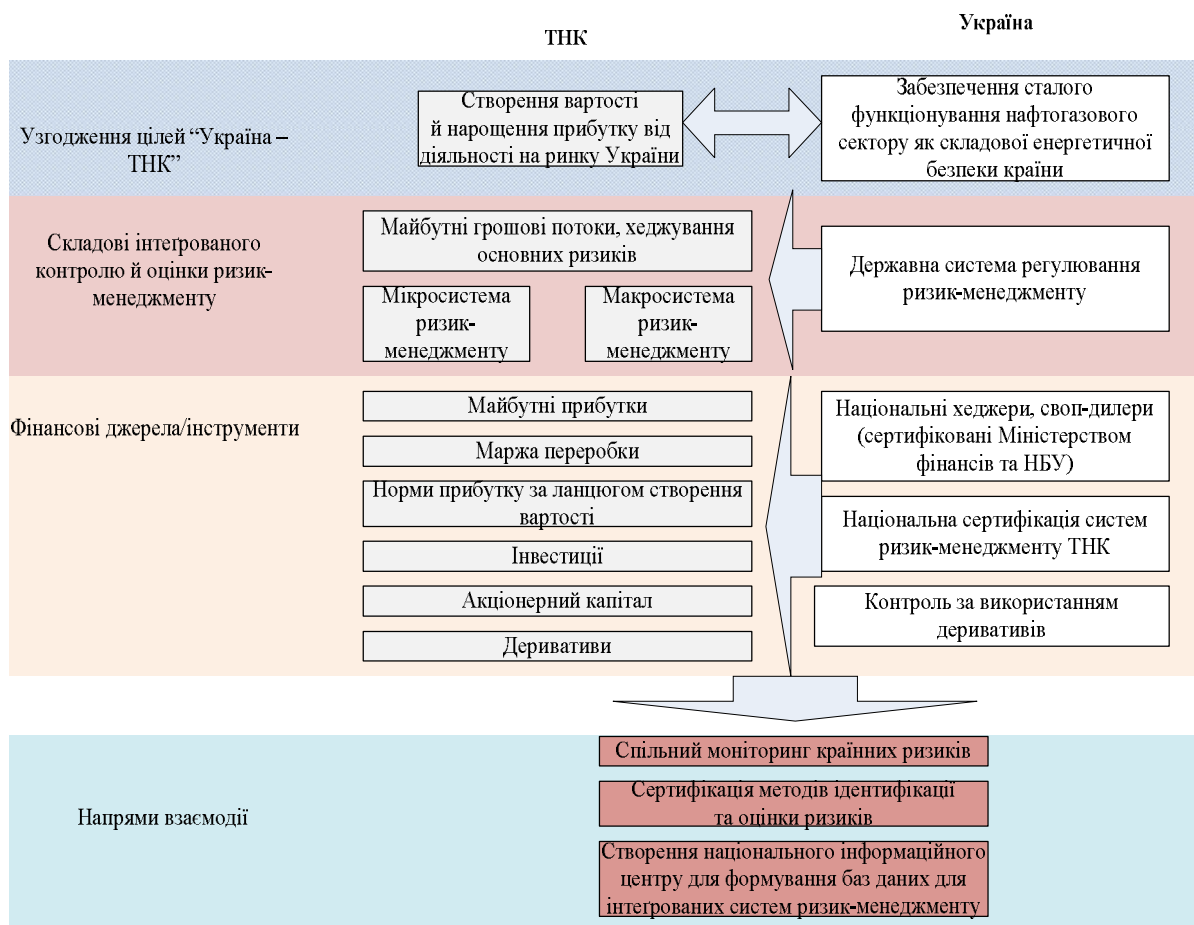 ТНК
Україна
Узгодження цілей “Україна –
ТНК”
Створення вартості
й нарощення прибутку від
діяльності на ринку України
Забезпечення сталого
функціонування нафтогазового
сектору як складової енергетичної
безпеки країни
Складові інтеґрованого
контролю й оцінки ризик-
менеджменту
Майбутні грошові потоки, хеджування
основних ризиків
Мікросистема
ризик-
менеджменту
Макросистема
ризик-
менеджменту
Державна система регулювання
ризик-менеджменту
Фінансові джерела/інструменти
Майбутні прибутки
Маржа переробки
Норми прибутку за ланцюгом створення
вартості
Інвестиції
Акціонерний капітал
Деривативи
Національні хеджери, своп-дилери
(сертифіковані Міністерством
фінансів та НБУ)
Національна сертифікація систем
ризик-менеджменту ТНК
Контроль за використанням
деривативів
Напрями взаємодії
Спільний моніторинг країнних ризиків
Сертифікація методів ідентифікації
та оцінки ризиків
Створення національного інформаційного
центру для формування баз даних для
інтеґрованих систем ризик-менеджменту